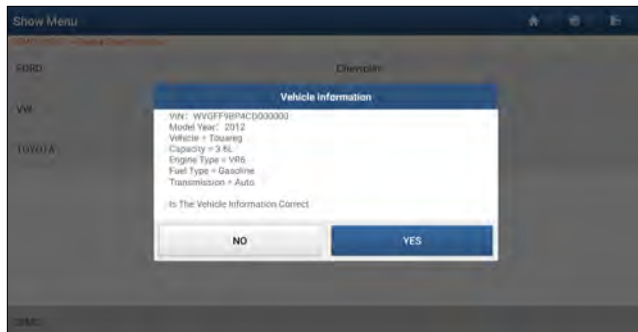 Show Menu
FORD
Chevrolet
Vehicle Information
VW
VIN: WVGFF9BP4CD000000
Model Year: 2012
Vehicle = Touareg
TOYOTA
Capacity = 3.6L
Engine Type = VR6
Fuel Type = Gasoline
Transmission = Auto
Is The Vehicle Information Correct
NO
YES